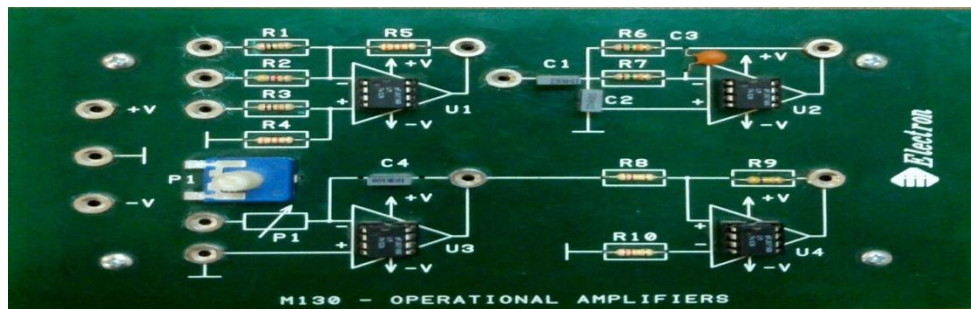 R1 R5 R6 C3
+V +V
R2 C1 R7
- -
+V R3 + U1 C2 + U2
R4 -V -V
P1 C4 R8 R9
Electron
+V +V
-V - -
P1 + U3 R10 + U4
-V -V
M130 - OPERATIONAL AMPLIFIERS